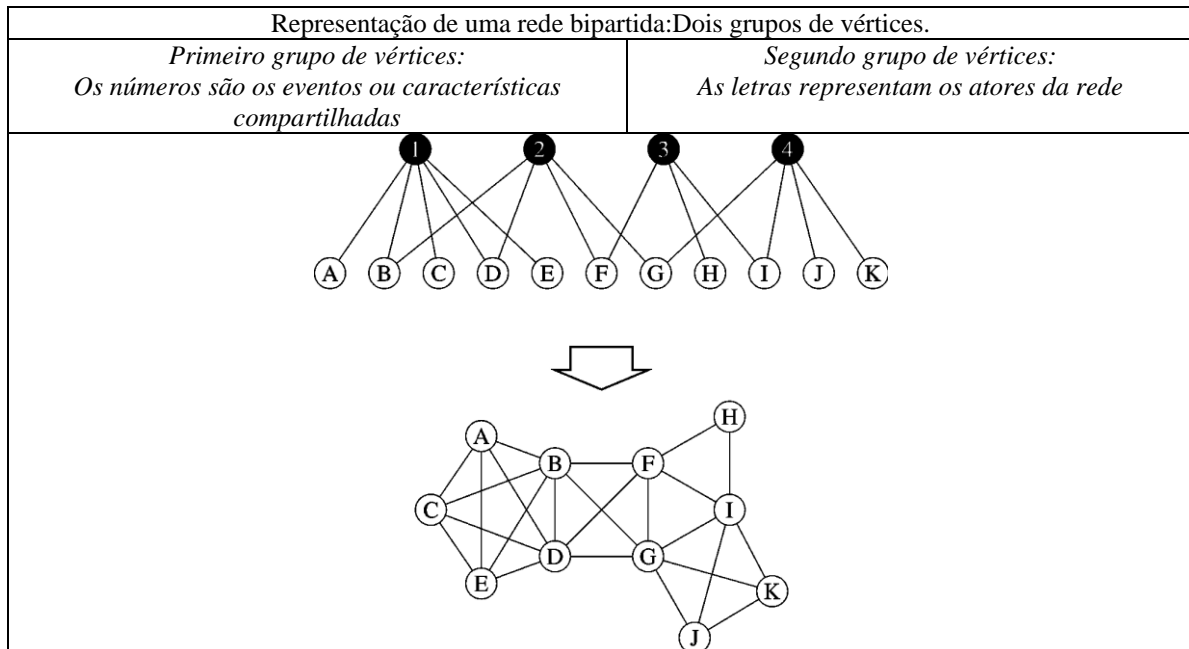 Representação de uma rede bipartida:Dois grupos de vértices.
Primeiro grupo de vértices:
Os números são os eventos ou características
compartilhadas
Segundo grupo de vértices:
As letras representam os atores da rede
1 2 3 4
A B C D E F G H I J K
H
A
B F
C I
D G
E K
J